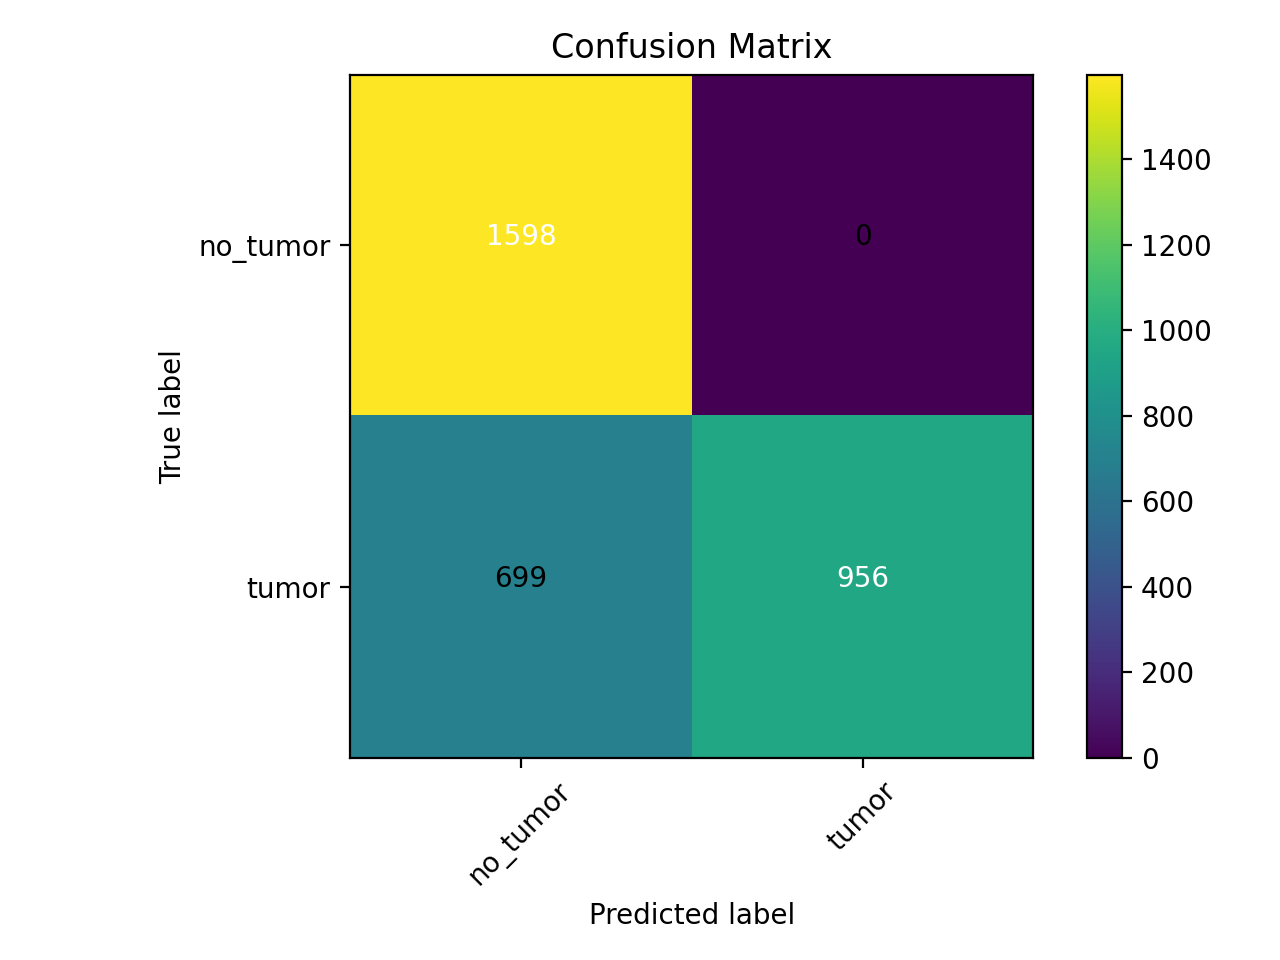 Confusion Matrix
True label
no_tumor
tumor
1598
0
699
956
no_tumor
tumor
Predicted label
1400
1200
1000
800
600
400
200
0